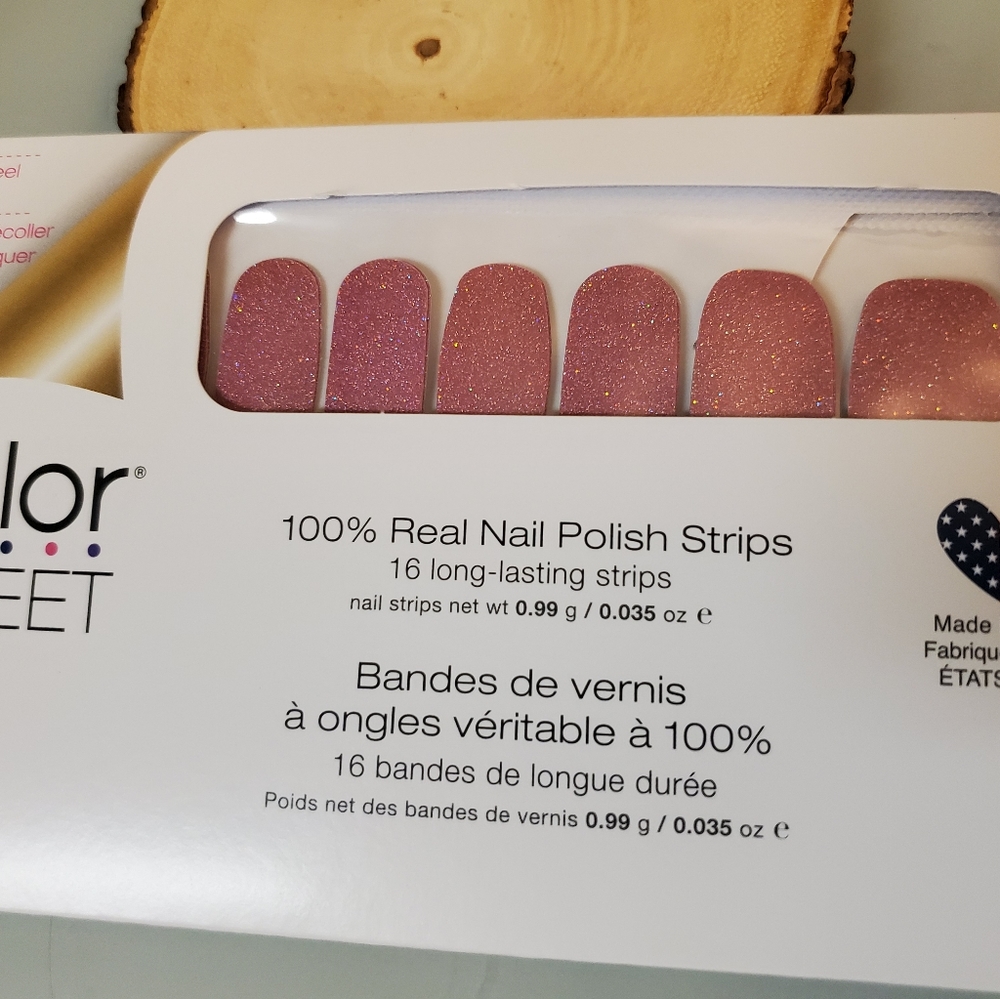 eel
ecoller
quer
lor®
EET
100% Real Nail Polish Strips
16 long-lasting strips
nail strips net wt 0.99 g / 0.035 oz ℮
Bandes de vernis
à ongles véritable à 100%
16 bandes de longue durée
Poids net des bandes de vernis 0.99 g / 0.035 oz ℮
Made
Fabriqu
ÉTATS